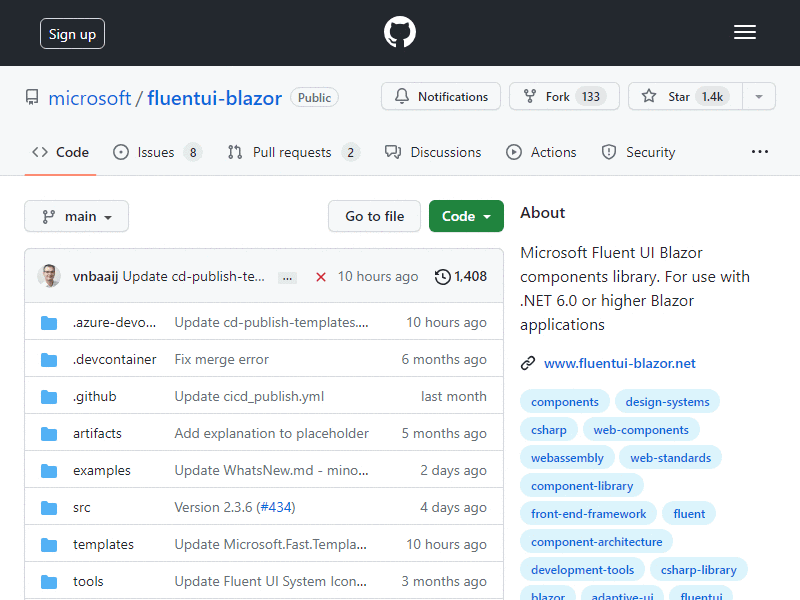 Sign up
microsoft / fluentui-blazor Public
Notifications Fork 133 Star 1.4k
Code Issues 8 Pull requests 2 Discussions Actions Security ...
main Go to file Code
vnbaaij Update cd-publish-te... ... 10 hours ago 1,408
.azure-devo... Update cd-publish-templates.... 10 hours ago
.devcontainer Fix merge error 6 months ago
.github Update cicd_publish.yml last month
artifacts Add explanation to placeholder 5 months ago
examples Update WhatsNew.md - mino... 2 days ago
src Version 2.3.6 (#434) 4 days ago
templates Update Microsoft.Fast.Templa... 10 hours ago
tools Update Fluent UI System Icon... 3 months ago
About
Microsoft Fluent UI Blazor
components library. For use with
.NET 6.0 or higher Blazor
applications
www.fluentui-blazor.net
components design-systems
csharp web-components
webassembly web-standards
component-library
front-end-framework fluent
component-architecture
development-tools csharp-library
blazor adaptive-ui fluentui